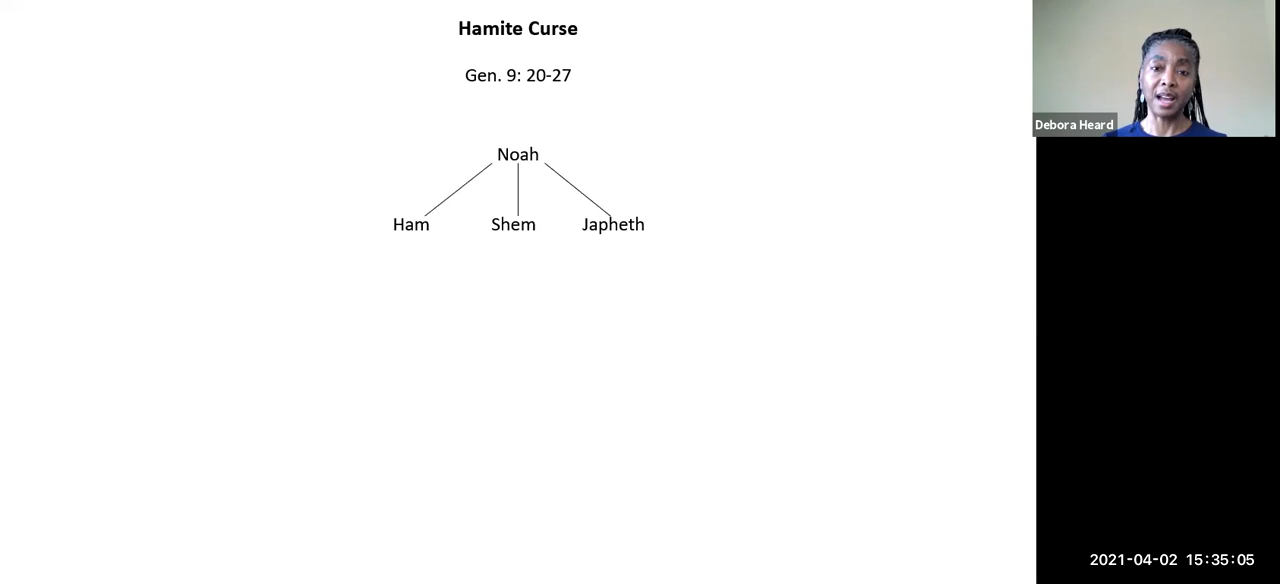 Hamite Curse
Gen. 9: 20-27
Noah
Ham Shem Japheth
Debora Heard
2021-04-02 15:35:05